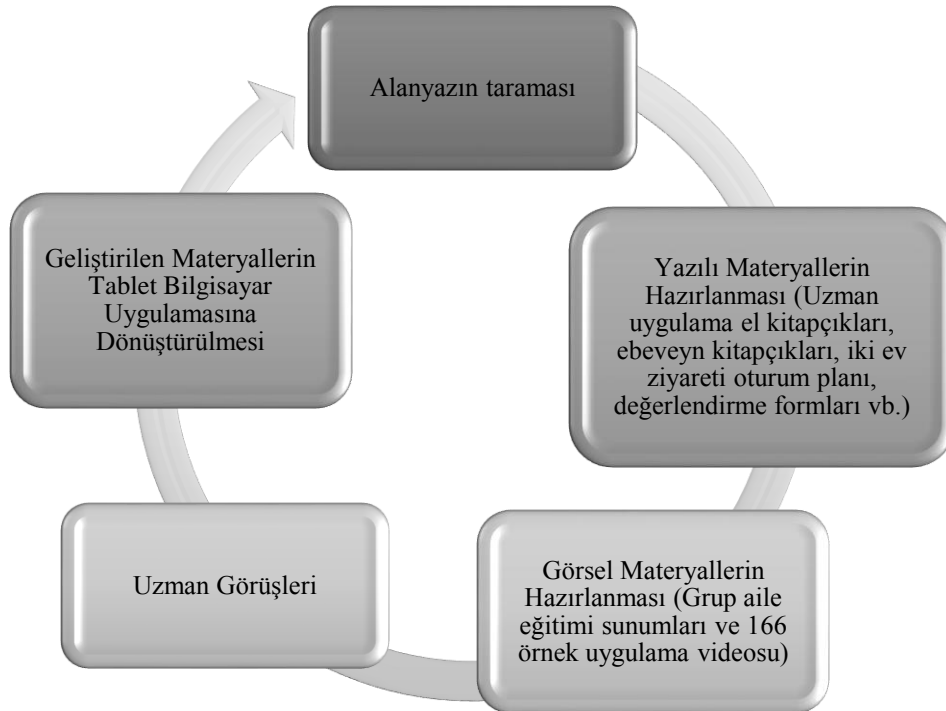 Alanyazın taraması
Yazılı Materyallerin
Hazırlanması (Uzman
uygulama el kitapçıkları,
ebeveyn kitapçıkları, iki ev
ziyareti oturum planı,
değerlendirme formları vb.)
Görsel Materyallerin
Hazırlanması (Grup aile
eğitimi sunumları ve 166
örnek uygulama videosu)
Uzman Görüşleri
Geliştirilen Materyallerin
Tablet Bilgisayar
Uygulamasına
Dönüştürülmesi